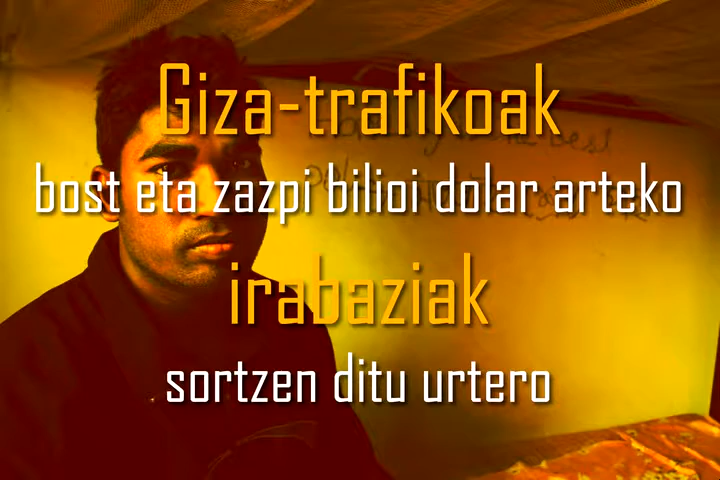 Giza-trafikoak
bost eta zazpi bilioi dolar arteko
irabaziak
sortzen ditu urtero